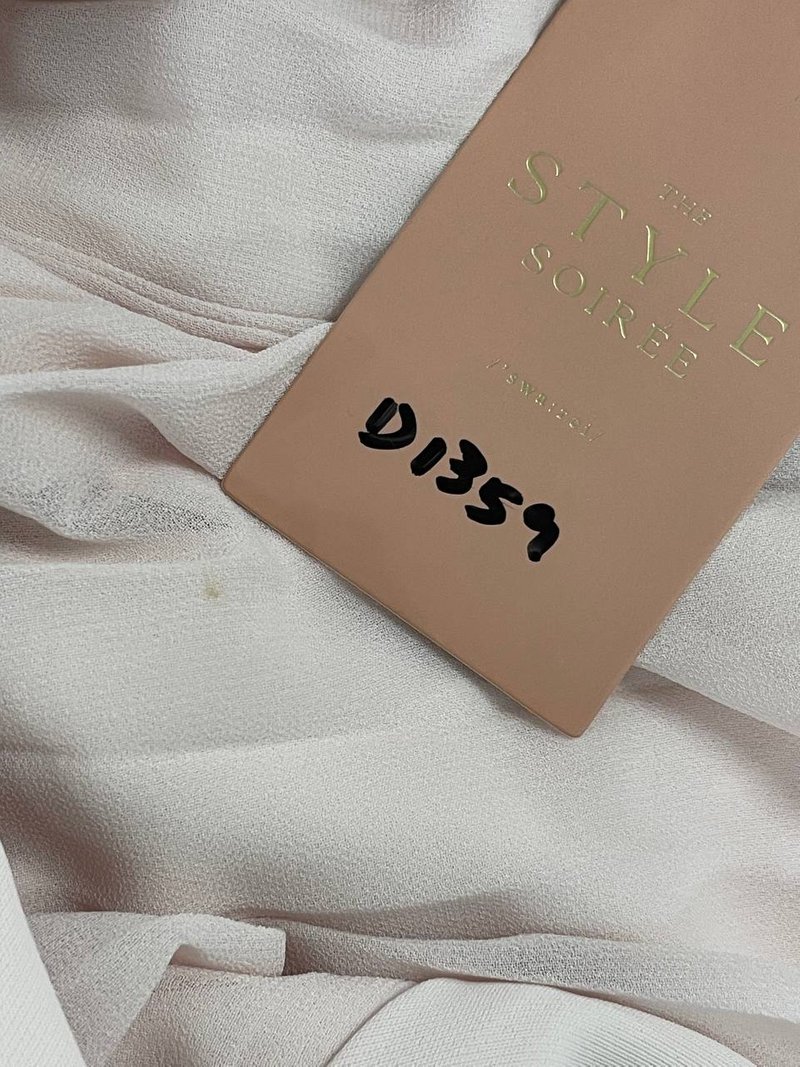 THE
STYLE
SOIRÉE
/'swɑːreɪ/
D1359